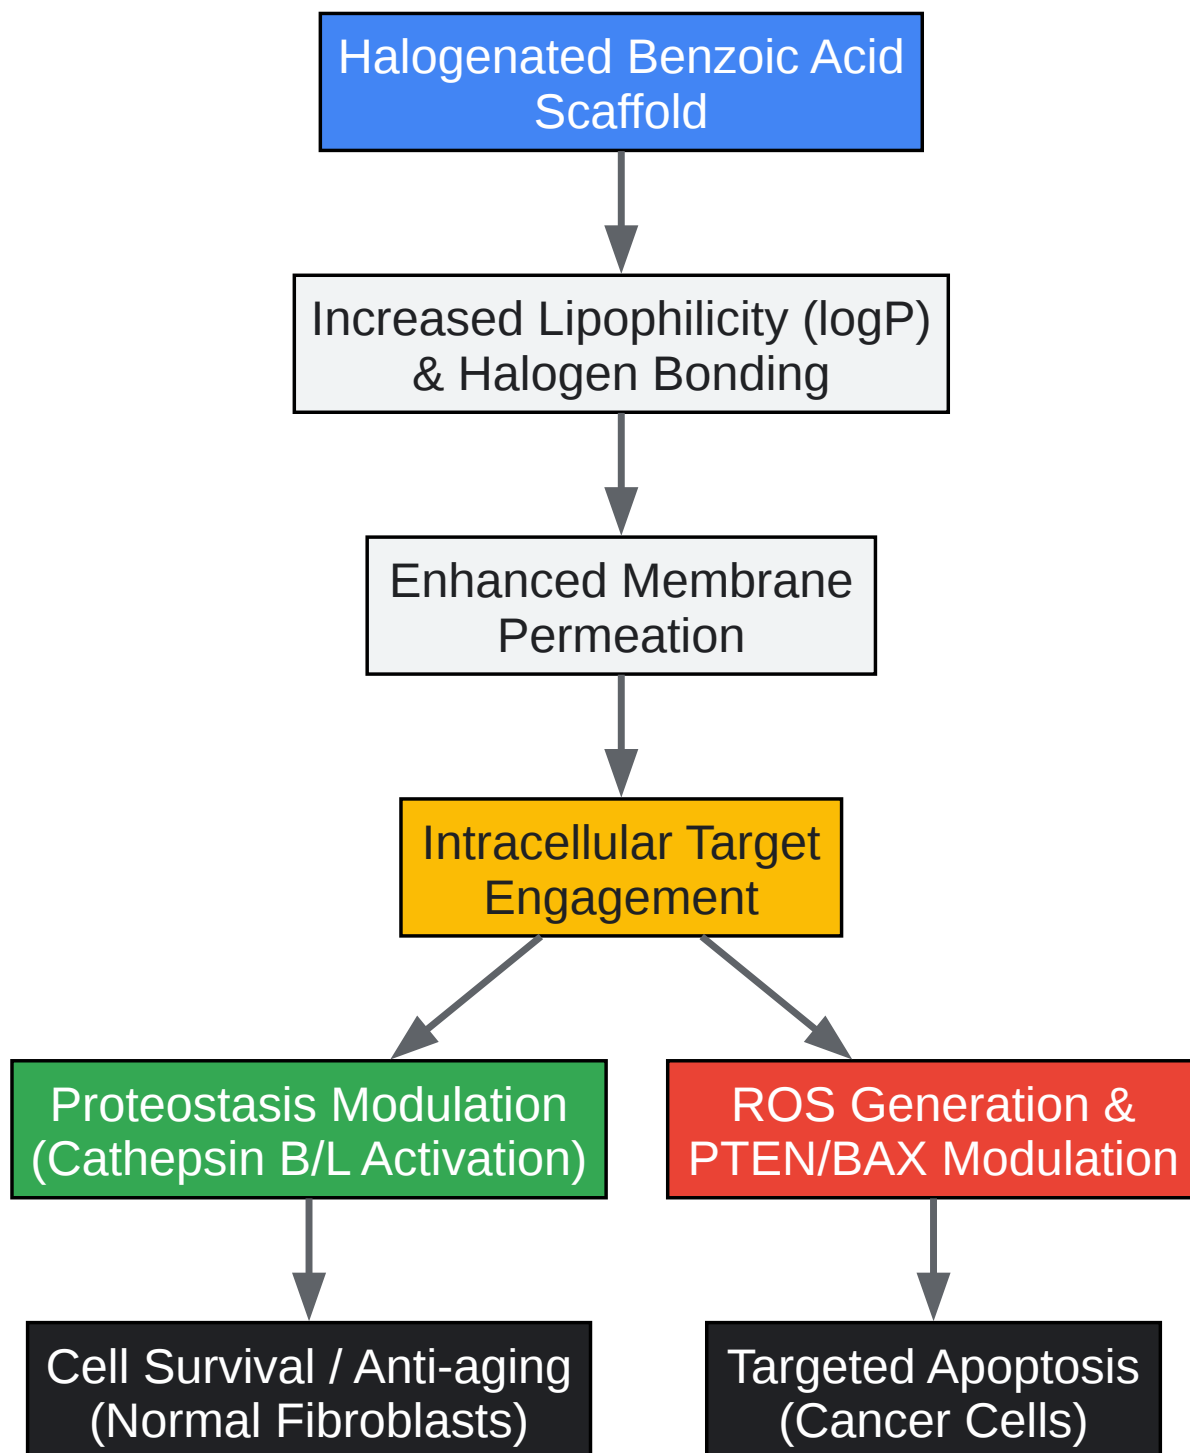 Halogenated Benzoic Acid
Scaffold
Increased Lipophilicity (logP)
& Halogen Bonding
Enhanced Membrane
Permeation
Intracellular Target
Engagement
Proteostasis Modulation
(Cathepsin B/L Activation)
ROS Generation &
PTEN/BAX Modulation
Cell Survival / Anti-aging
(Normal Fibroblasts)
Targeted Apoptosis
(Cancer Cells)